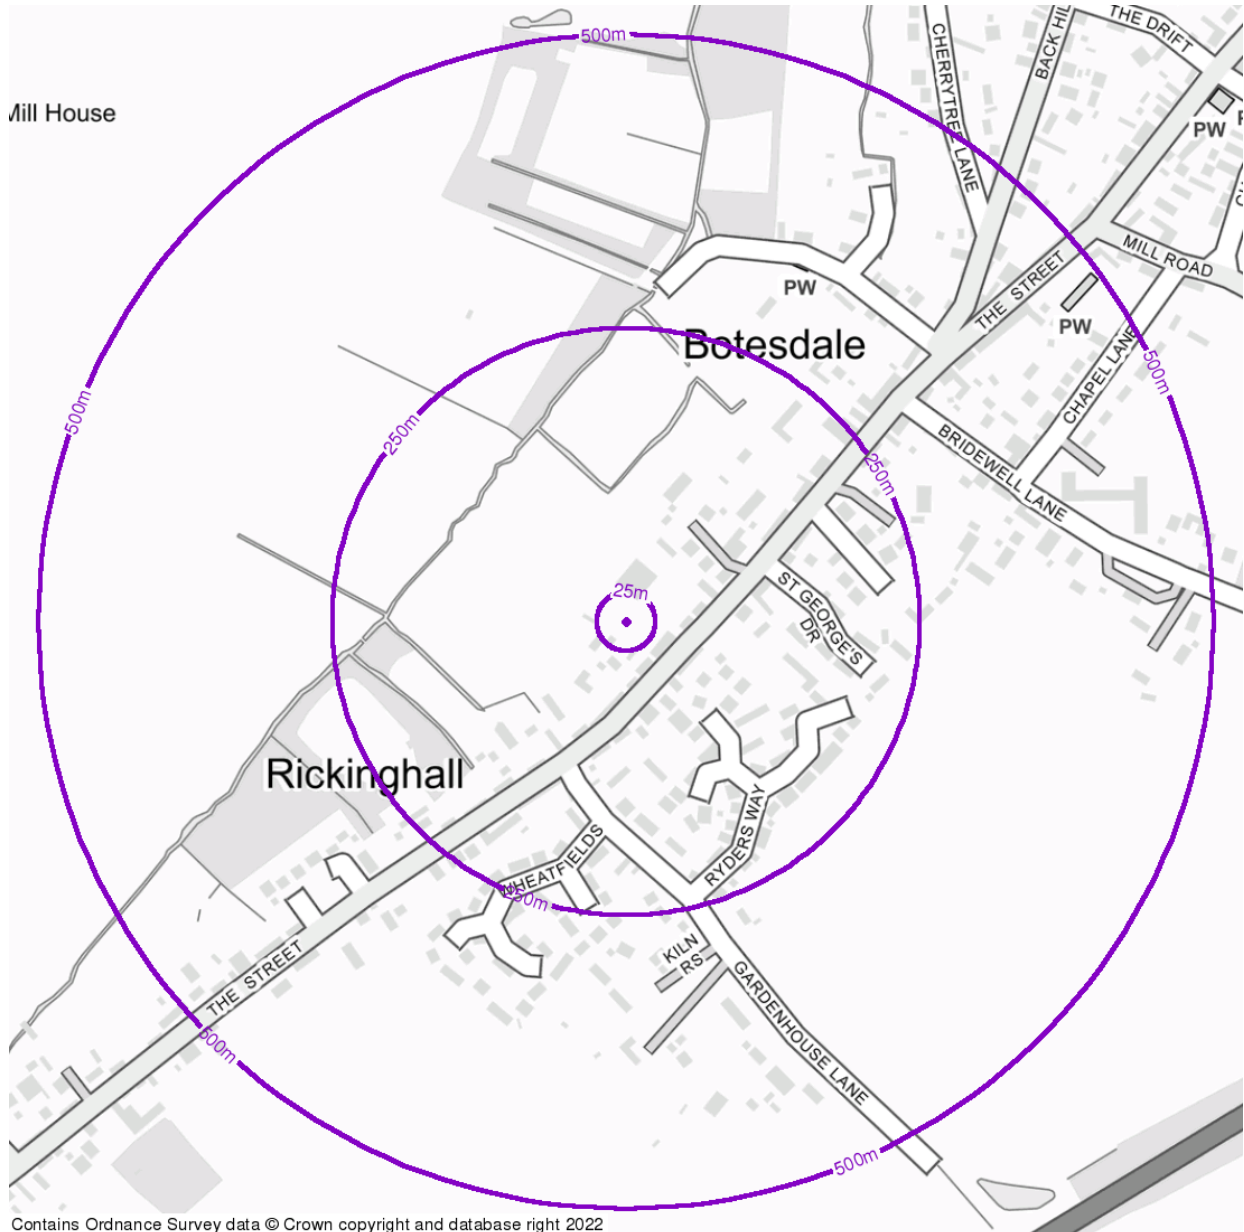 500m
THE DRIFT
BACK HIL
CHERRYTREE LANE
Mill House
PW
MILL ROAD
THE STREET
PW
PW
Botesdale
CHAPEL LANE
500m
500m
250m
250m
BRIDEWELL LANE
25m
ST GEORGE'S
DR
Rickinghall
RYDERS WAY
WHEATFIELDS
250m
KILN
RS
THE STREET
GARDENHOUSE LANE
500m
500m
Contains Ordnance Survey data © Crown copyright and database right 2022